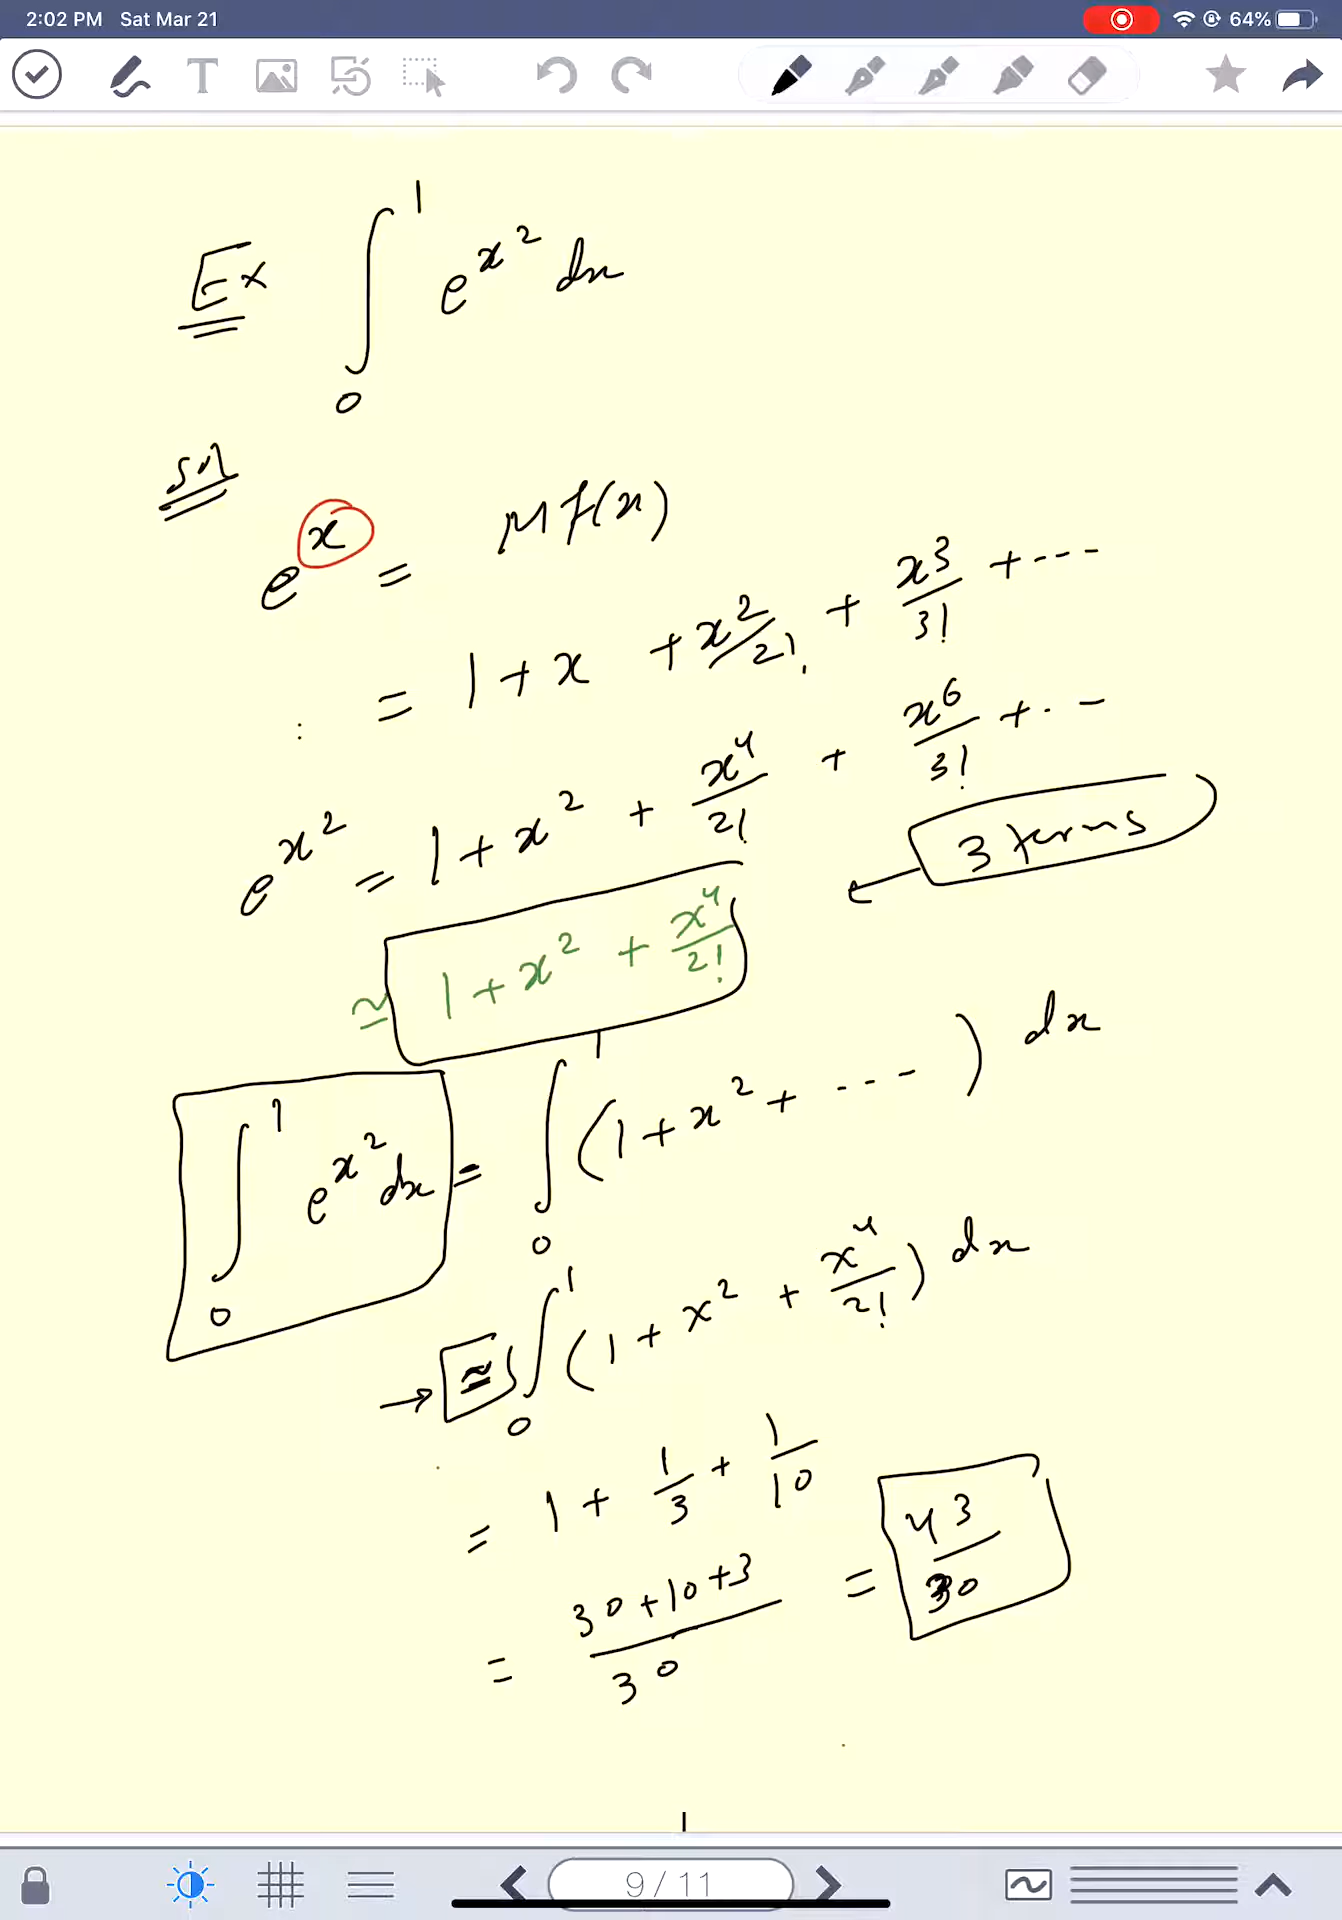 2:02 PM Sat Mar 21 64%
T
Ex ∫₀¹ e^{x²} dx
Sol
e^x = Mf(x)
= 1 + x + x²/2! + x³/3! + ---
e^{x²} = 1 + x² + x⁴/2! + x⁶/3! + ---
3 terms
≃ 1 + x² + x⁴/2!
∫₀¹ e^{x²} dx = ∫₀¹ (1 + x² + ----) dx
→ ≃ ∫₀¹ (1 + x² + x⁴/2!) dx
= 1 + 1/3 + 1/10
= (30+10+3)/30 = 43/30
9 / 11